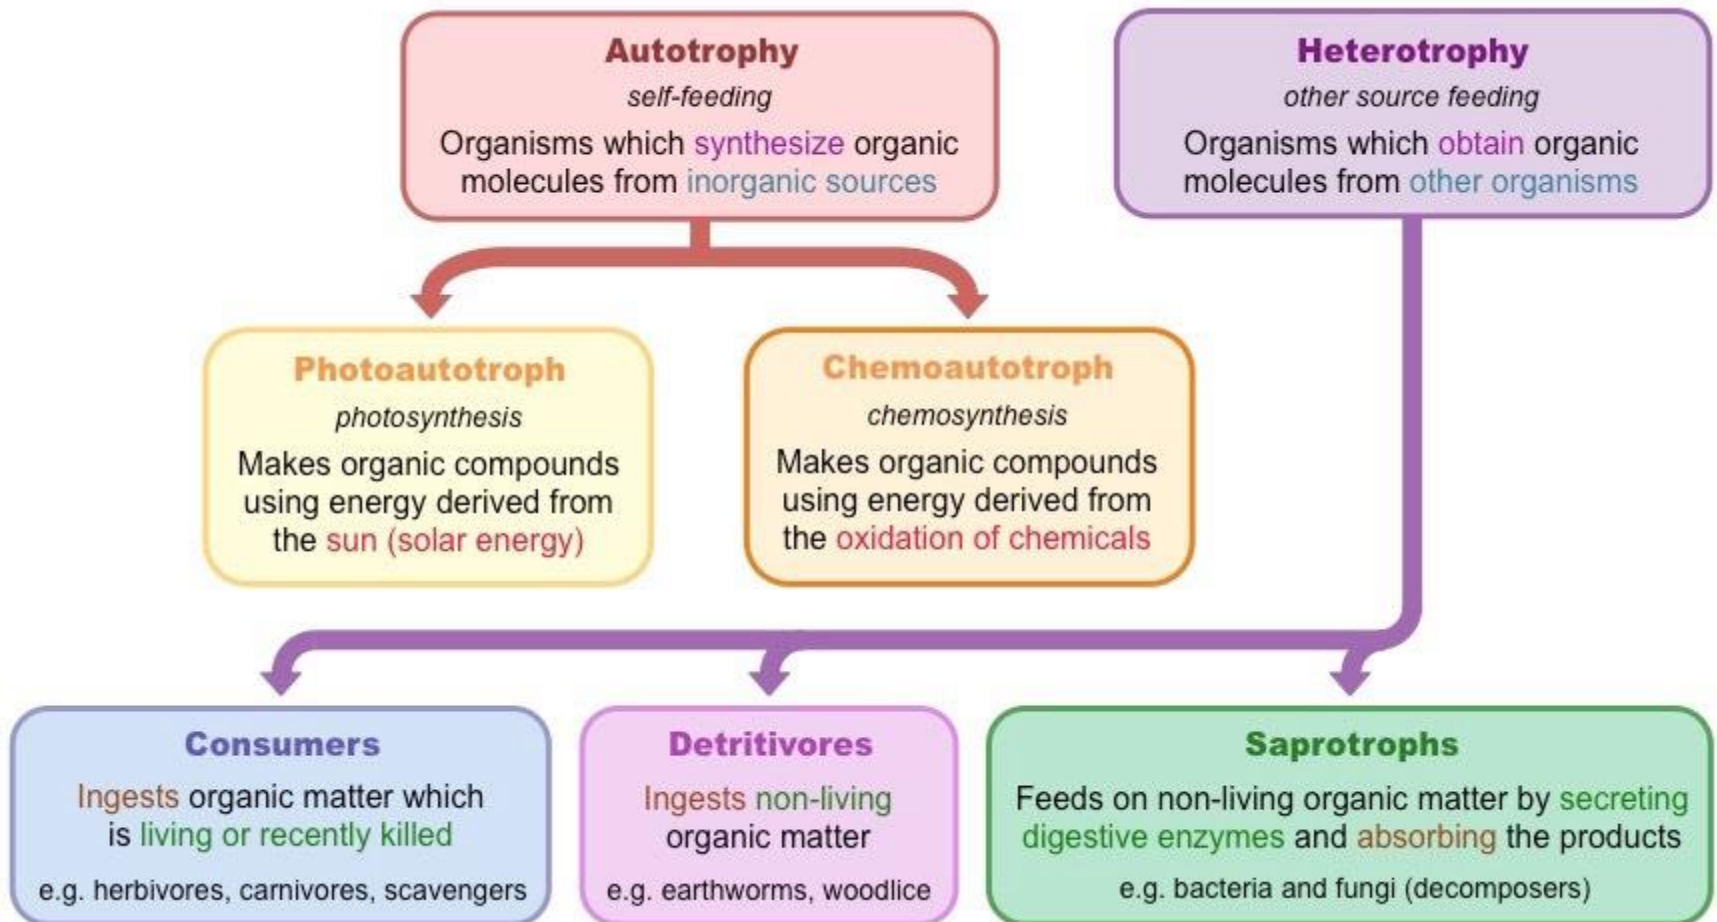 Autotrophy
self-feeding
Organisms which synthesize organic
molecules from inorganic sources
Heterotrophy
other source feeding
Organisms which obtain organic
molecules from other organisms
Photoautotroph
photosynthesis
Makes organic compounds
using energy derived from
the sun (solar energy)
Chemoautotroph
chemosynthesis
Makes organic compounds
using energy derived from
the oxidation of chemicals
Consumers
Ingests organic matter which
is living or recently killed
e.g. herbivores, carnivores, scavengers
Detritivores
Ingests non-living
organic matter
e.g. earthworms, woodlice
Saprotrophs
Feeds on non-living organic matter by secreting
digestive enzymes and absorbing the products
e.g. bacteria and fungi (decomposers)